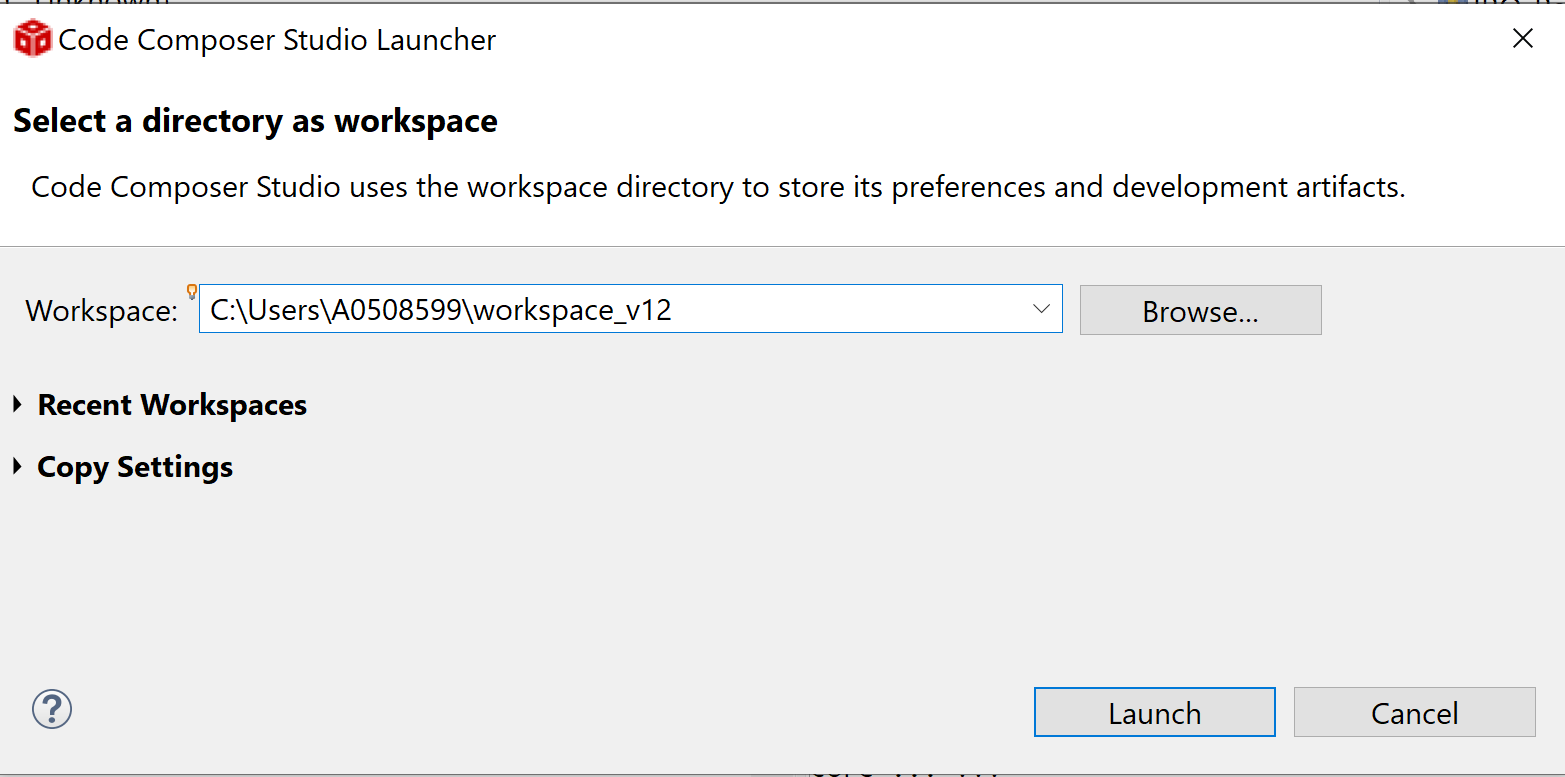 Code Composer Studio Launcher
Select a directory as workspace
Code Composer Studio uses the workspace directory to store its preferences and development artifacts.
Workspace: C:\Users\A0508599\workspace_v12 Browse...
Recent Workspaces
Copy Settings
? Launch Cancel